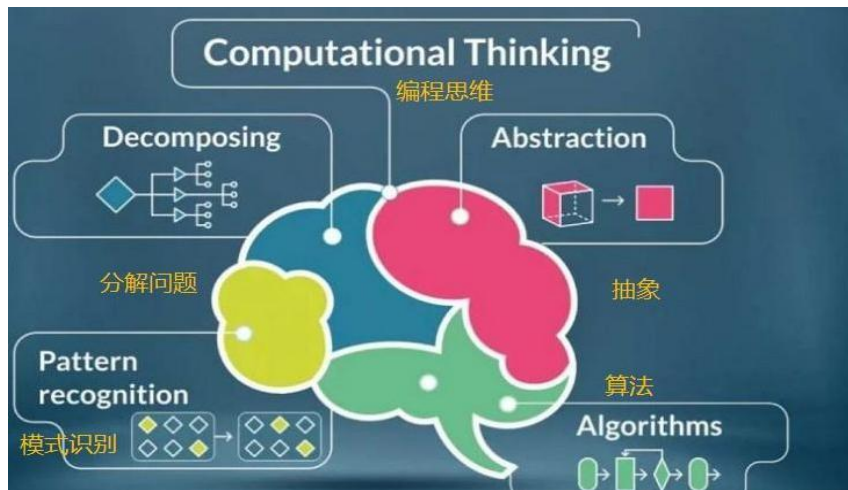 Computational Thinking
编程思维
Decomposing
Abstraction
分解问题
抽象
Pattern
recognition
模式识别
算法
Algorithms